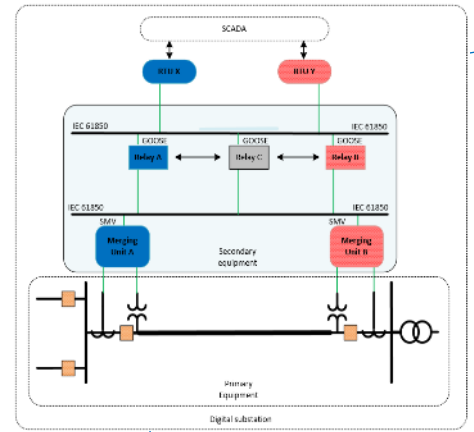 SCADA
RTU X
RTU Y
IEC 61850
IEC 61850
GOOSE
GOOSE
GOOSE
Relay A
Relay C
Relay B
IEC 61850
IEC 61850
SMV
SMV
Merging
Unit A
Merging
Unit B
Secondary
equipment
Primary
Equipment
Digital substation